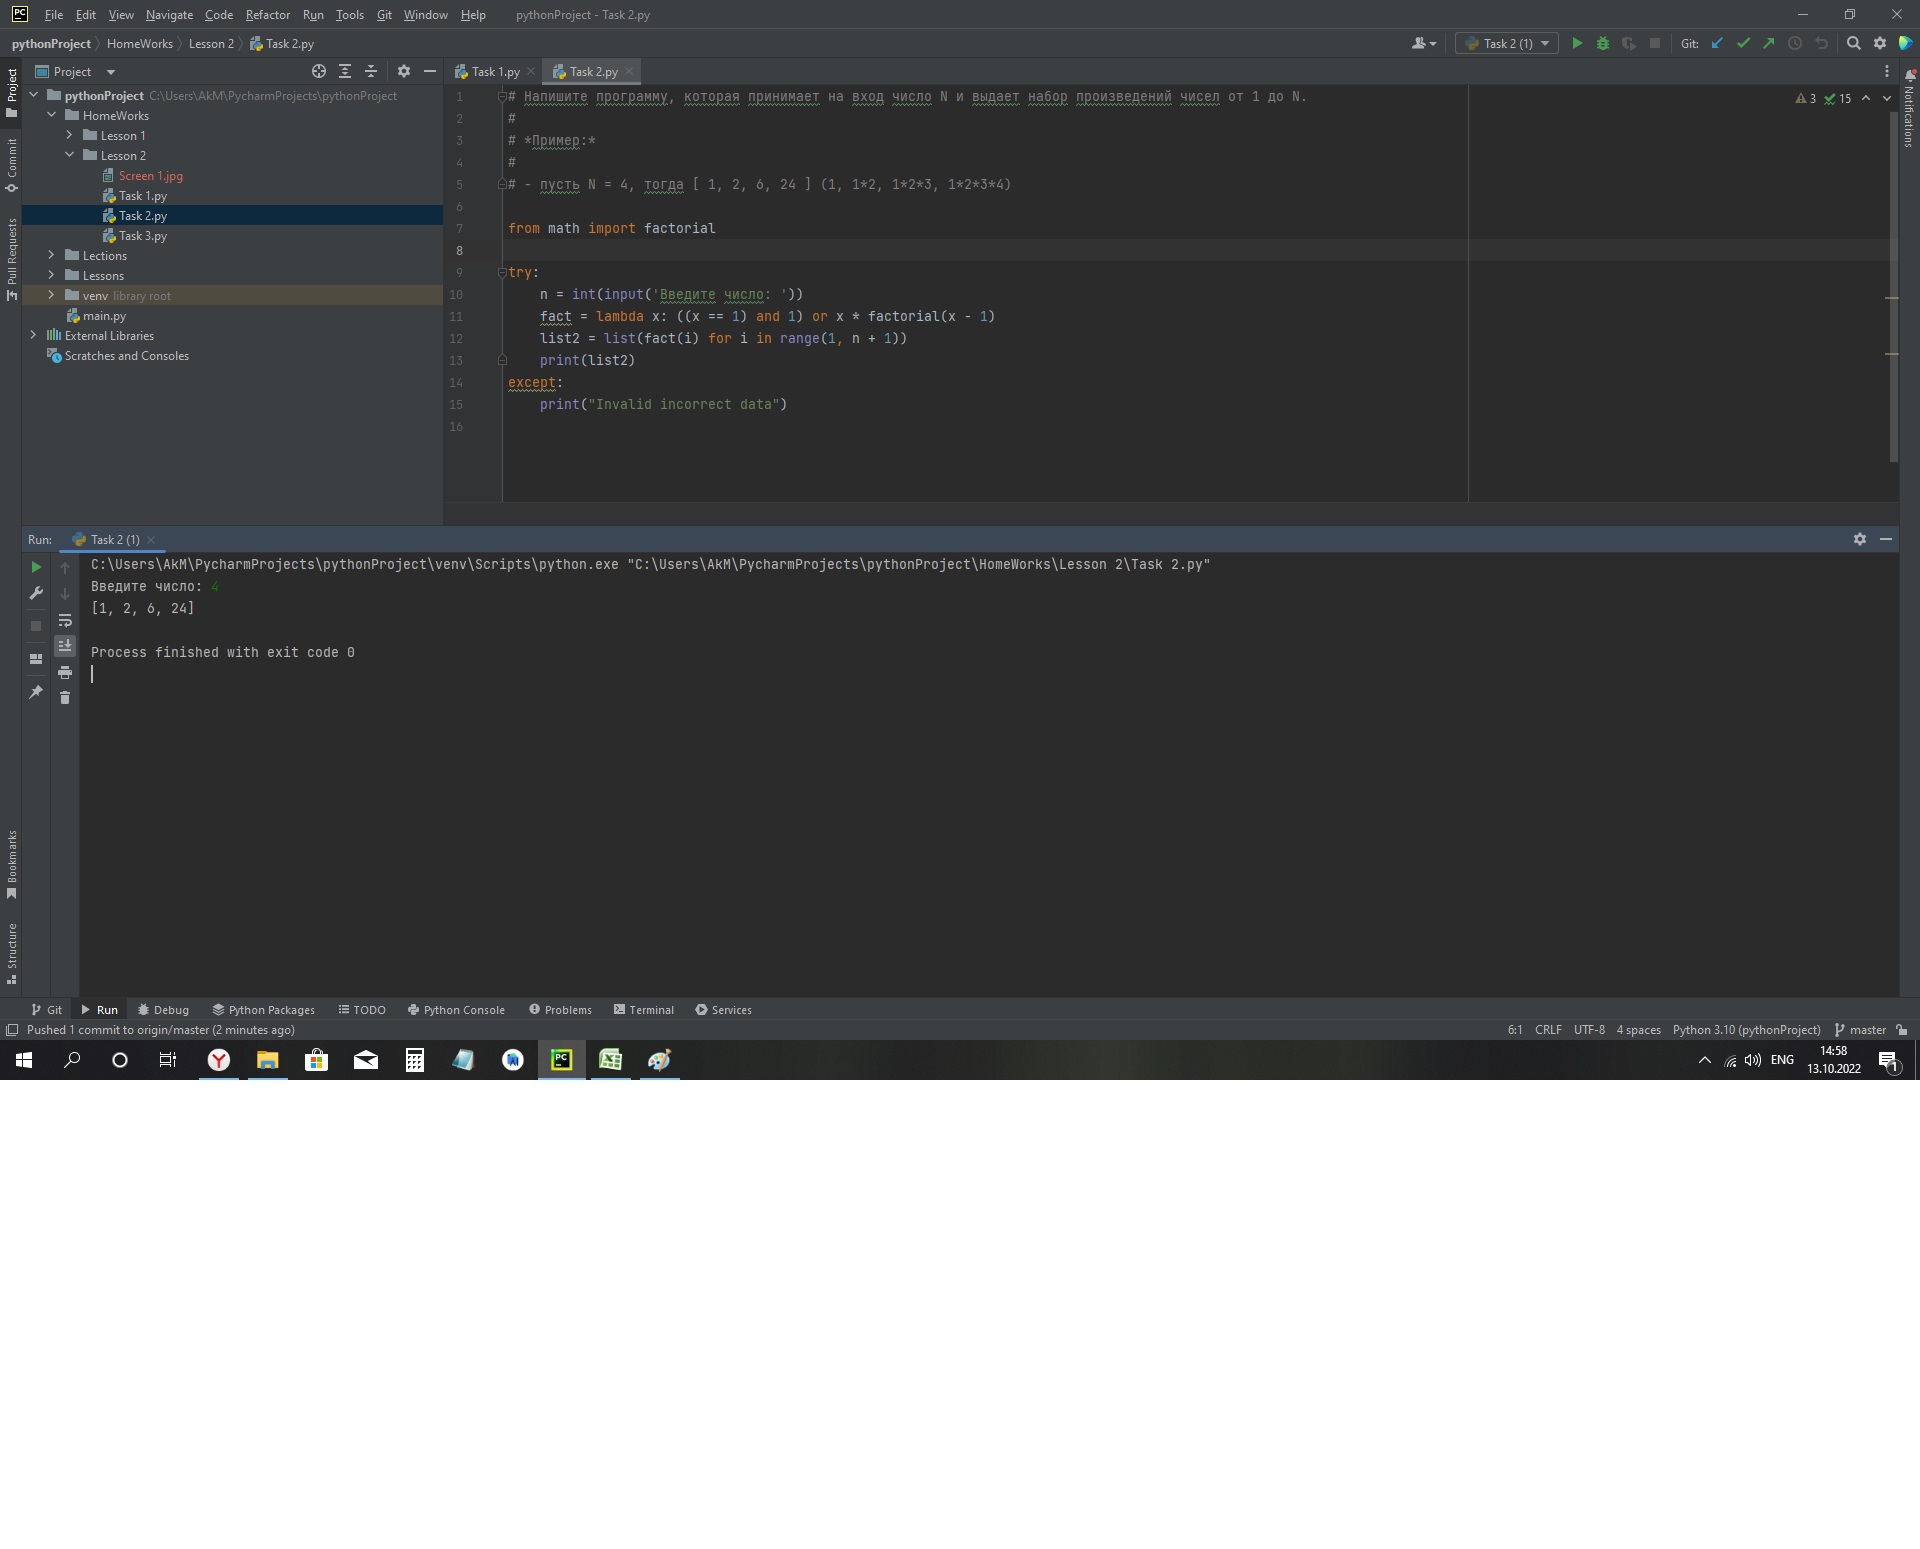 File Edit View Navigate Code Refactor Run Tools Git Window Help pythonProject - Task 2.py
pythonProject HomeWorks Lesson 2 Task 2.py Task 2 (1) Git:
Project Task 1.py Task 2.py
pythonProject C:\Users\AkM\PycharmProjects\pythonProject
HomeWorks
Lesson 1
Lesson 2
Screen 1.jpg
Task 1.py
Task 2.py
Task 3.py
Lections
Lessons
venv library root
main.py
External Libraries
Scratches and Consoles
Project
Commit
Pull Requests
Bookmarks
Structure
Notifications
3 15
1 # Напишите программу, которая принимает на вход число N и выдает набор произведений чисел от 1 до N.
2 #
3 # *Пример:*
4 #
5 # - пусть N = 4, тогда [ 1, 2, 6, 24 ] (1, 1*2, 1*2*3, 1*2*3*4)
6
7 from math import factorial
8
9 try:
10 n = int(input('Введите число: '))
11 fact = lambda x: ((x == 1) and 1) or x * factorial(x - 1)
12 list2 = list(fact(i) for i in range(1, n + 1))
13 print(list2)
14 except:
15 print("Invalid incorrect data")
16
Run: Task 2 (1)
C:\Users\AkM\PycharmProjects\pythonProject\venv\Scripts\python.exe "C:\Users\AkM\PycharmProjects\pythonProject\HomeWorks\Lesson 2\Task 2.py"
Введите число: 4
[1, 2, 6, 24]
Process finished with exit code 0
Git Run Debug Python Packages TODO Python Console Problems Terminal Services
Pushed 1 commit to origin/master (2 minutes ago) 6:1 CRLF UTF-8 4 spaces Python 3.10 (pythonProject) master
ENG 14:58
13.10.2022 1